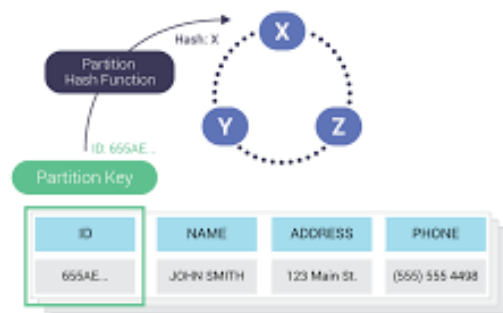 X
Hash: X
Partition
Hash Function
Y
Z
ID: 655AE...
Partition Key
ID NAME ADDRESS PHONE
655AE... JOHN SMITH 123 Main St. (555) 555 4498